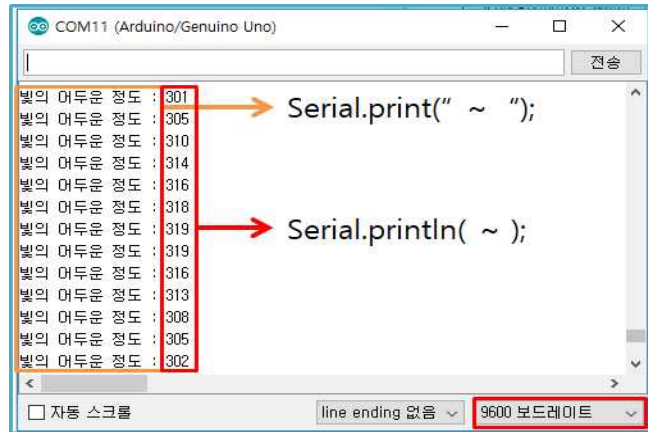 COM11 (Arduino/Genuino Uno)
전송
빛의 어두운 정도 : 301
빛의 어두운 정도 : 305
빛의 어두운 정도 : 310
빛의 어두운 정도 : 314
빛의 어두운 정도 : 316
빛의 어두운 정도 : 318
빛의 어두운 정도 : 319
빛의 어두운 정도 : 319
빛의 어두운 정도 : 316
빛의 어두운 정도 : 313
빛의 어두운 정도 : 308
빛의 어두운 정도 : 305
빛의 어두운 정도 : 302
Serial.print(“ ~ “);
Serial.println( ~ );
자동 스크롤
line ending 없음
9600 보드레이트